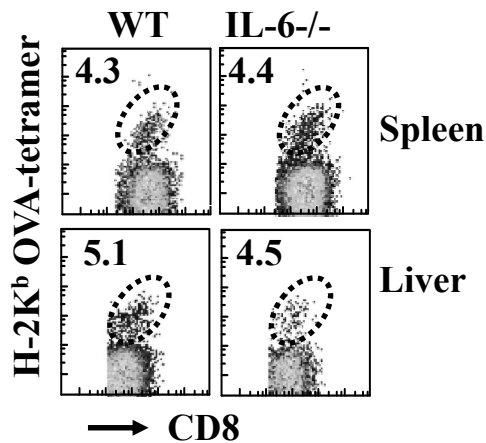 WT IL-6-/-
4.3 4.4
Spleen
5.1 4.5
Liver
H-2Kᵇ OVA-tetramer
CD8